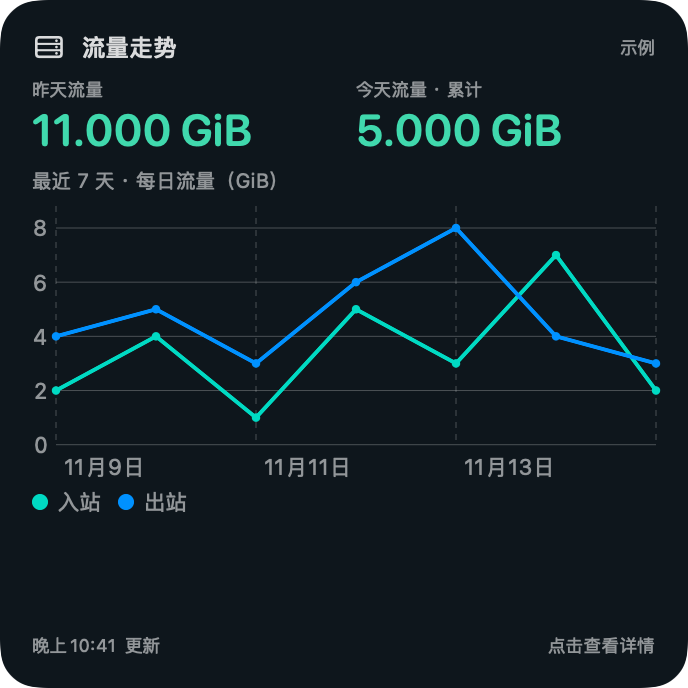 流量走势
示例
昨天流量
今天流量 · 累计
11.000 GiB
5.000 GiB
最近 7 天 · 每日流量（GiB）
8
6
4
2
0
11月9日
11月11日
11月13日
入站
出站
晚上 10:41 更新
点击查看详情